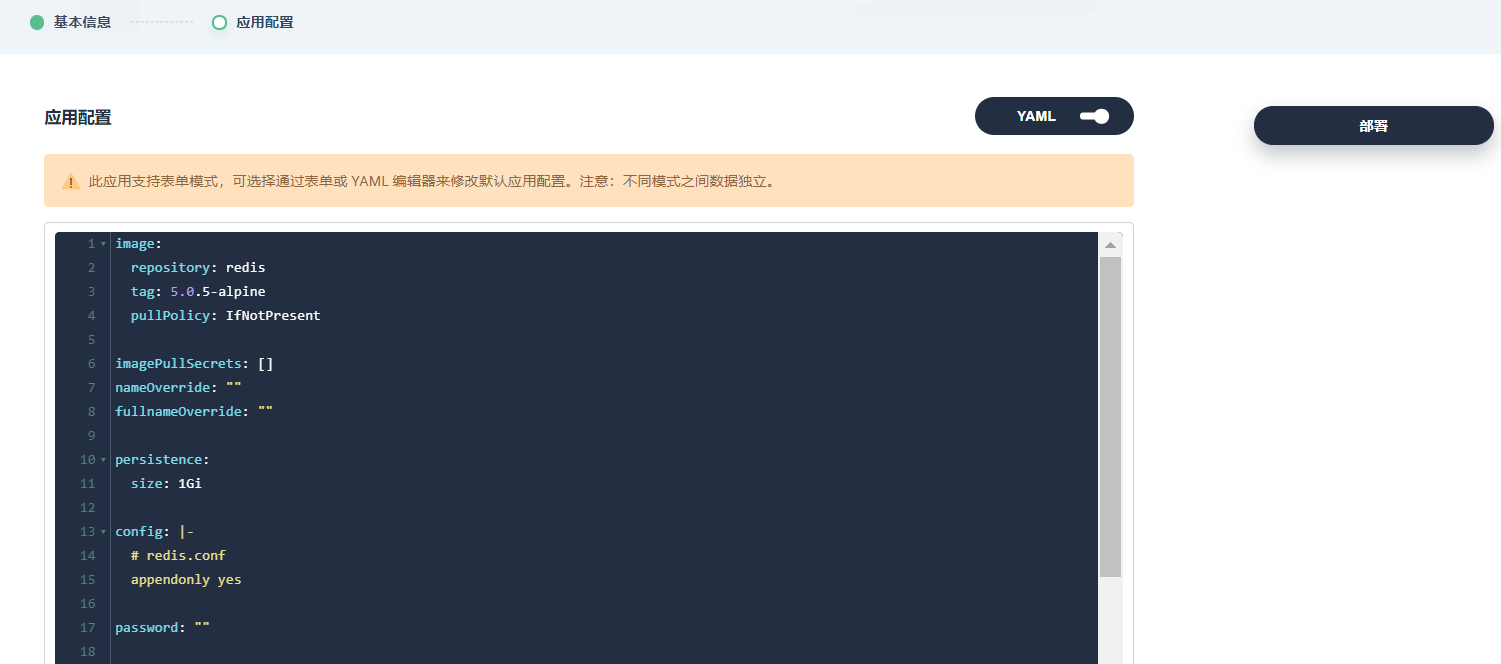 基本信息 应用配置
应用配置
YAML
部署
此应用支持表单模式，可选择通过表单或 YAML 编辑器来修改默认应用配置。注意：不同模式之间数据独立。
1 image:
2   repository: redis
3   tag: 5.0.5-alpine
4   pullPolicy: IfNotPresent
5
6 imagePullSecrets: []
7 nameOverride: ""
8 fullnameOverride: ""
9
10 persistence:
11   size: 1Gi
12
13 config: |-
14   # redis.conf
15   appendonly yes
16
17 password: ""
18